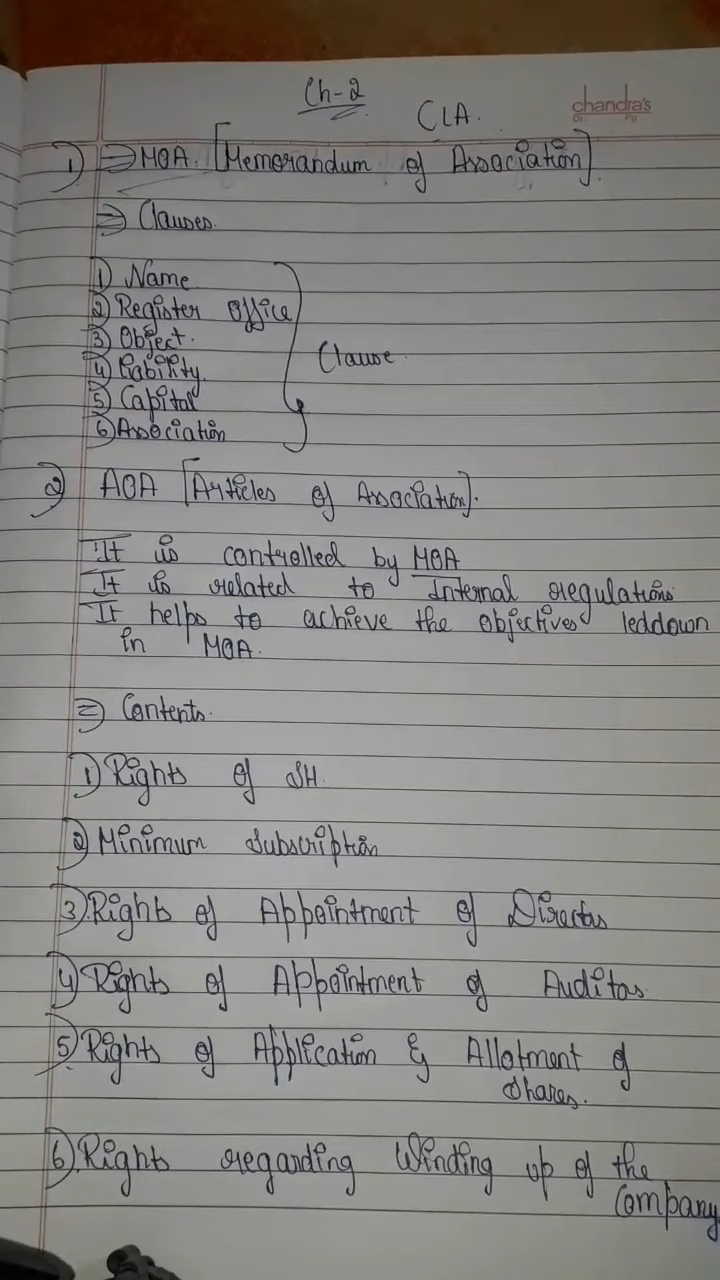 Ch-2
CLA.
chandra's
1) => MOA. [Memorandum of Association].
=> Clauses.
1) Name
2) Register office
3) Object.
4) Liability.
5) Capital
6) Association
Clause.
2) AOA [Articles of Association].
It is controlled by MOA
It is related to Internal regulations
It helps to achieve the objectives leddown
in MOA.
=> Contents.
1) Rights of SH.
2) Minimum Subscription
3) Rights of Appointment of Directors
4) Rights of Appointment of Auditors.
5) Rights of Application & Allotment of
Shares.
6) Rights regarding Winding up of the
Company